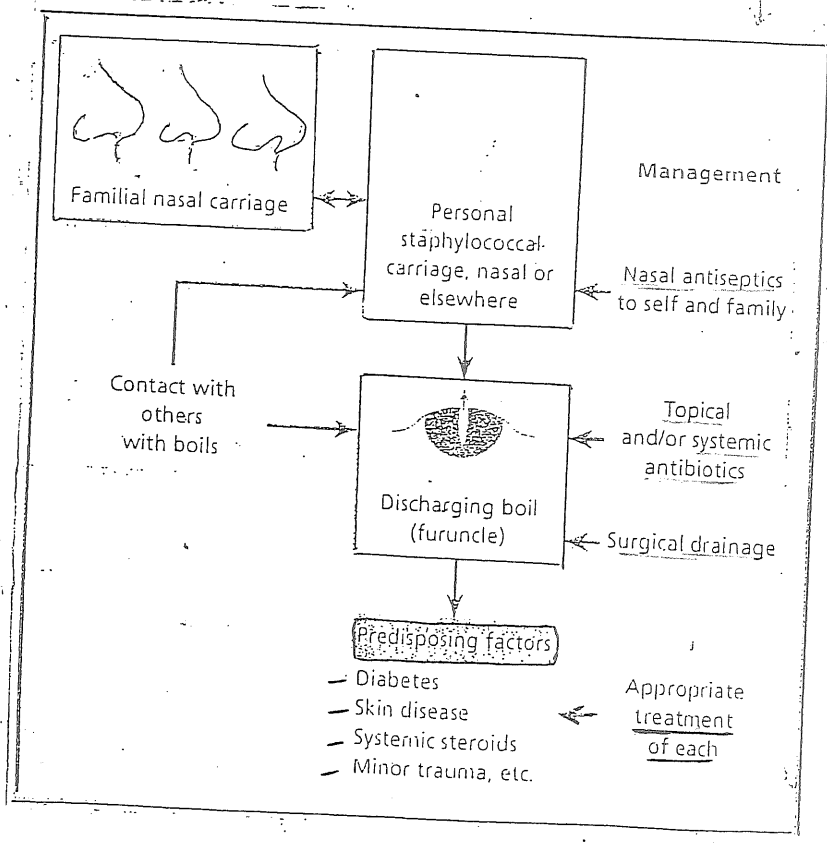 Familial nasal carriage
Personal
staphylococcal
carriage, nasal or
elsewhere
Management
Nasal antiseptics
to self and family
Contact with
others
with boils
Discharging boil
(furuncle)
Topical
and/or systemic
antibiotics
Surgical drainage
Predisposing factors
– Diabetes
– Skin disease
– Systemic steroids
– Minor trauma, etc.
Appropriate
treatment
of each